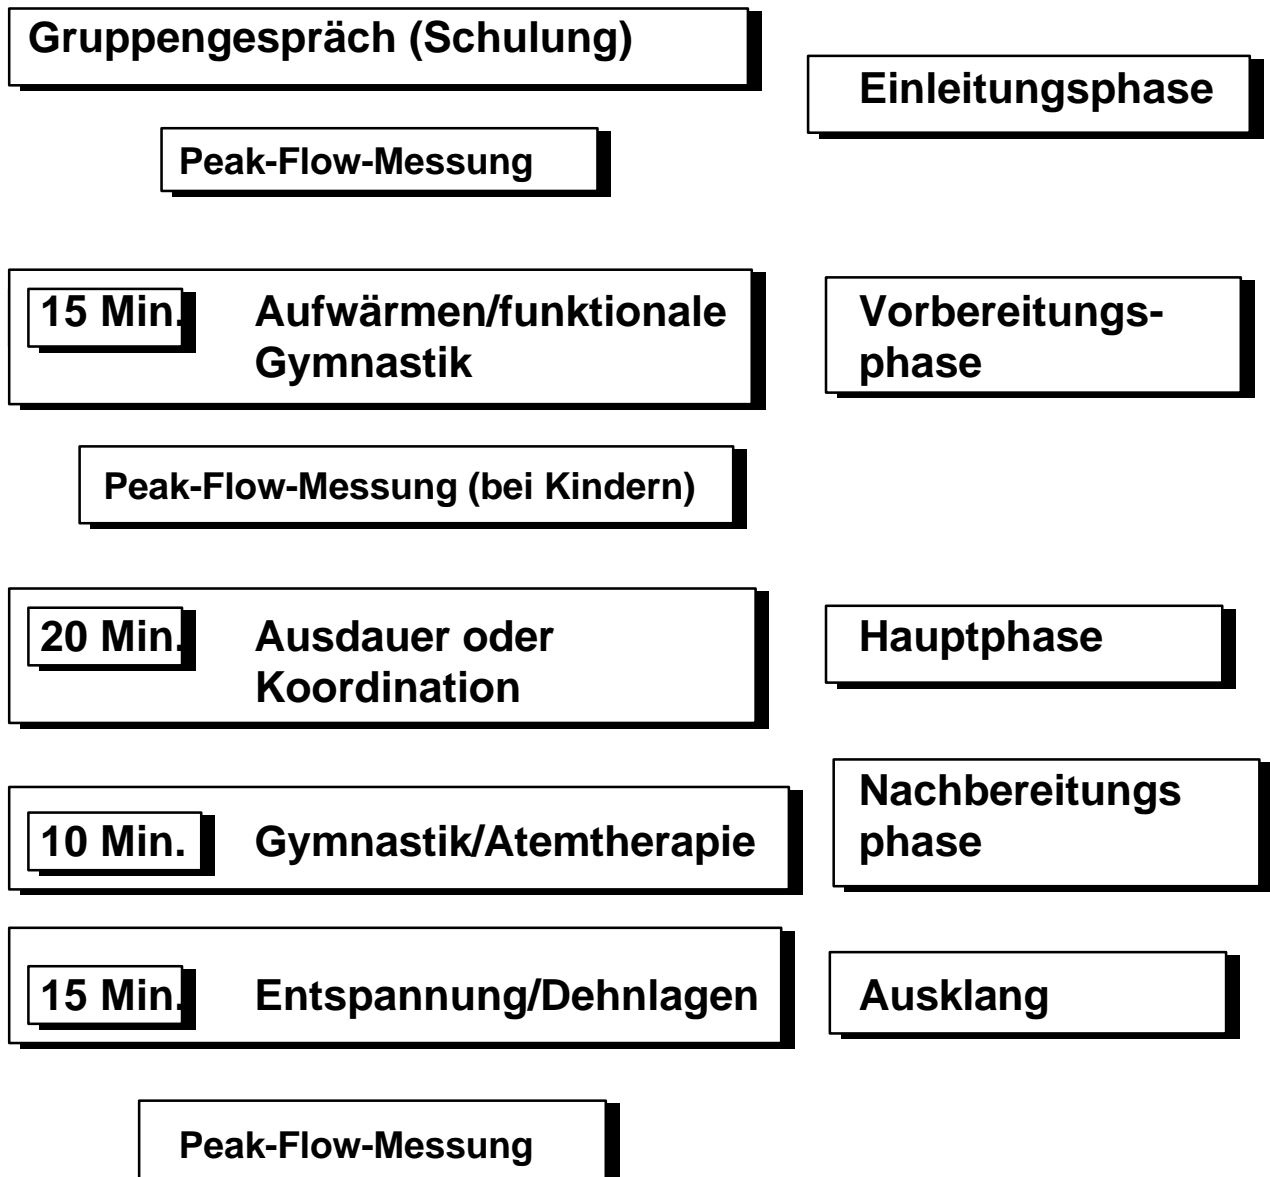 Gruppengespräch (Schulung)
Einleitungsphase
Peak-Flow-Messung
15 Min. Aufwärmen/funktionale
Gymnastik
Vorbereitungs-
phase
Peak-Flow-Messung (bei Kindern)
20 Min. Ausdauer oder
Koordination
Hauptphase
10 Min. Gymnastik/Atemtherapie
Nachbereitungs
phase
15 Min. Entspannung/Dehnlagen
Ausklang
Peak-Flow-Messung